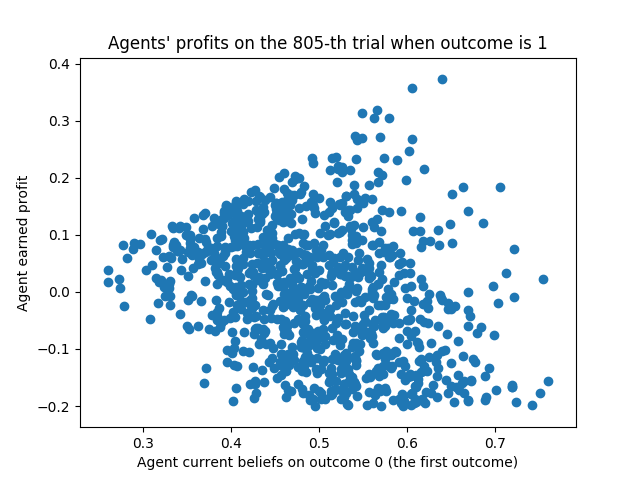 Agents' profits on the 805-th trial when outcome is 1
0.4
0.3
0.2
0.1
0.0
−0.1
−0.2
Agent earned profit
0.3 0.4 0.5 0.6 0.7
Agent current beliefs on outcome 0 (the first outcome)